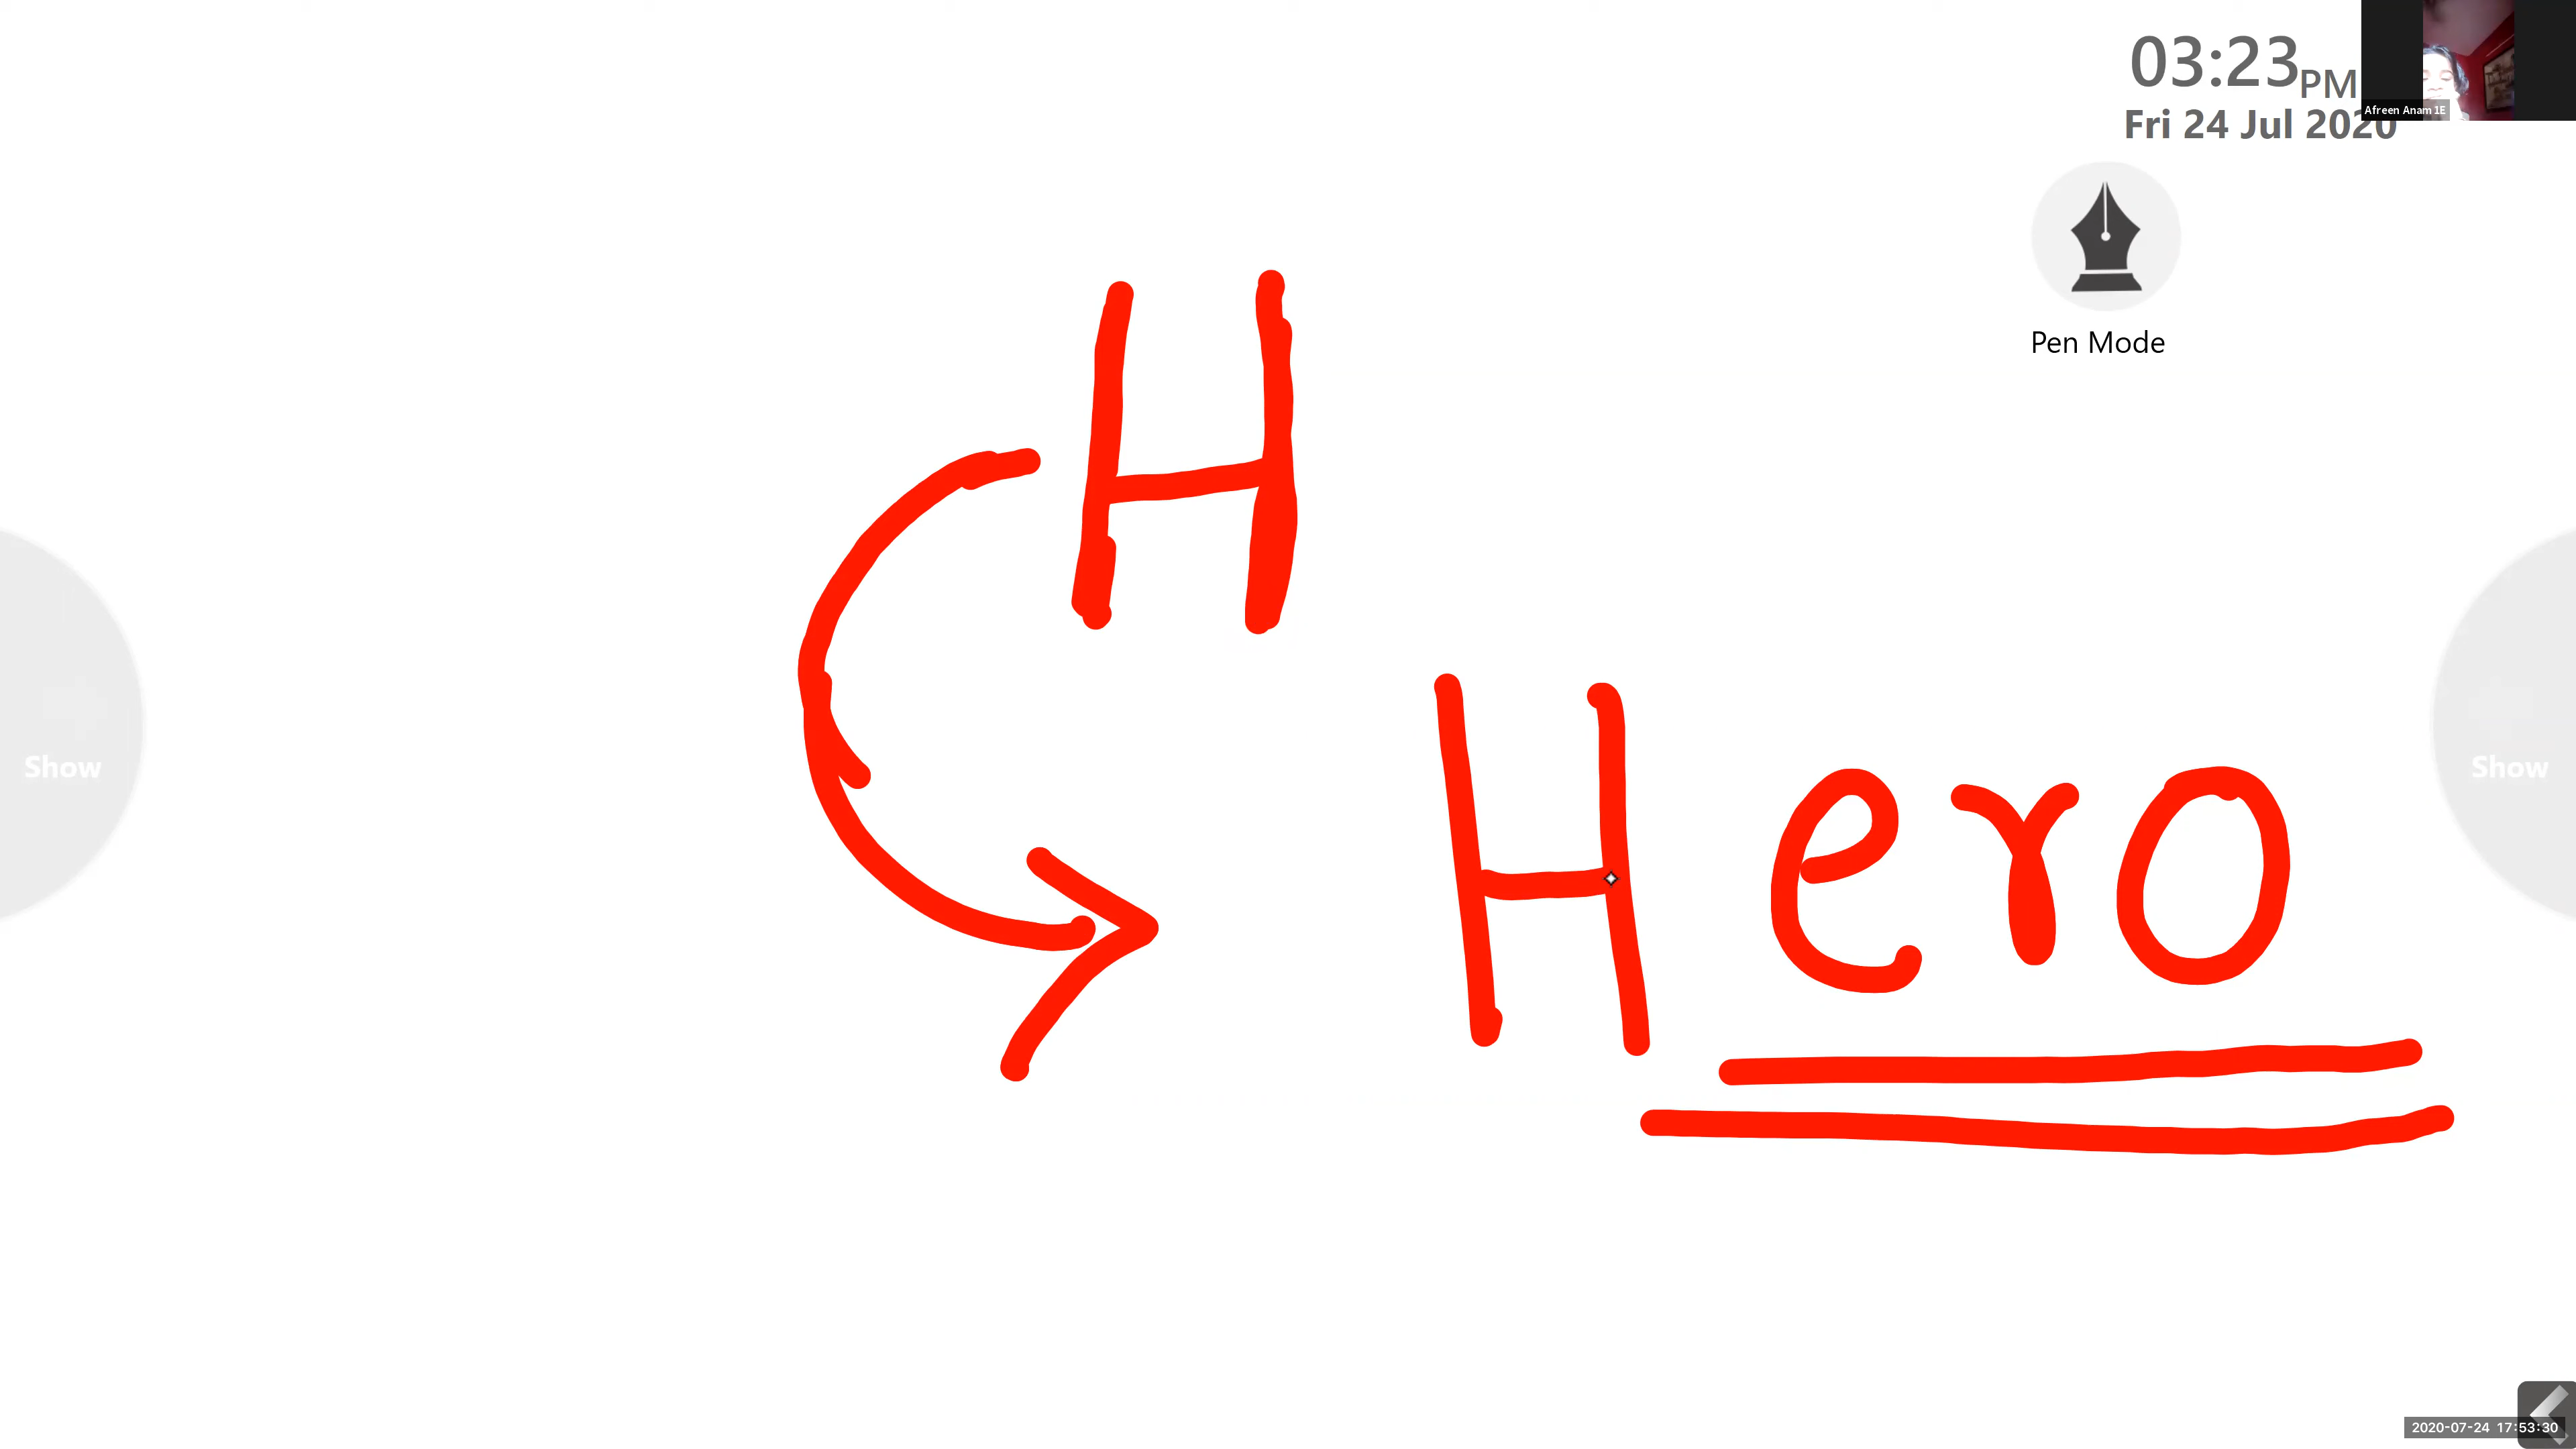 03:23PM
Afreen Anam 1E
Fri 24 Jul 2020
Pen Mode
H
Show
Hero
Show
2020-07-24 17:53:30